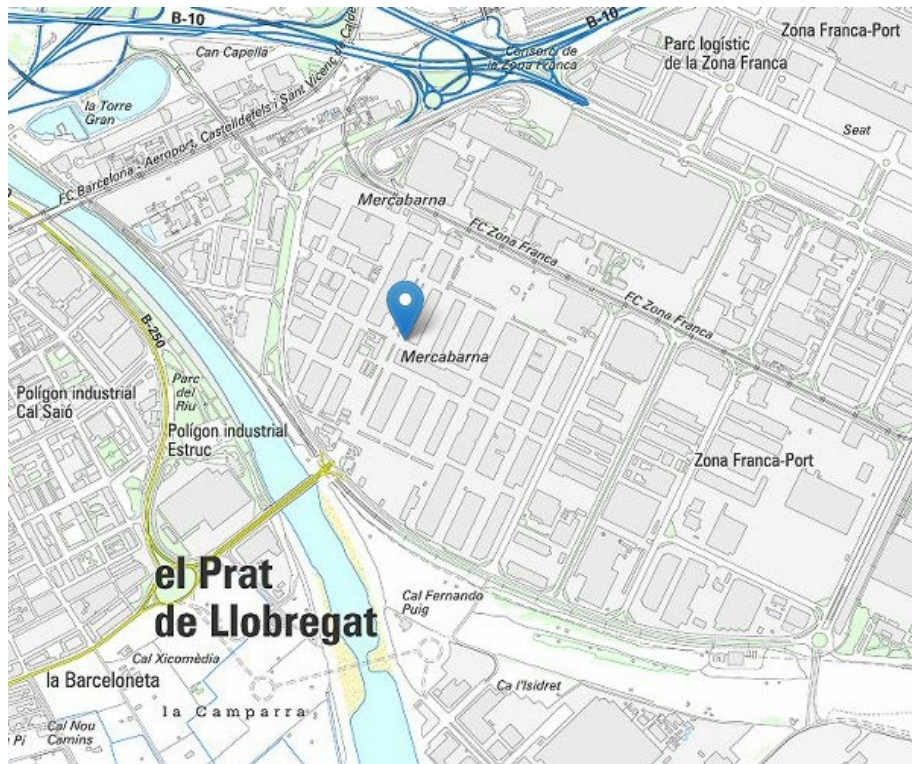 B-10
B-10
Zona Franca-Port
Can Capellà
Consorci de
la Zona Franca
Parc logístic
de la Zona Franca
la Torre
Gran
Seat
FC Barcelona - Aeroport, Castelldefels i Sant Vicenç de Calde
Mercabarna
FC Zona Franca
FC Zona Franca
B-250
Mercabarna
Parc
del
Riu
Polígon industrial
Cal Saió
Polígon industrial
Estruc
Zona Franca-Port
el Prat
de Llobregat
Cal Fernando
Puig
Cal Xicomèdia
la Barceloneta
Ca l'Isidret
la Camparra
Cal Nou
Camins
Pi